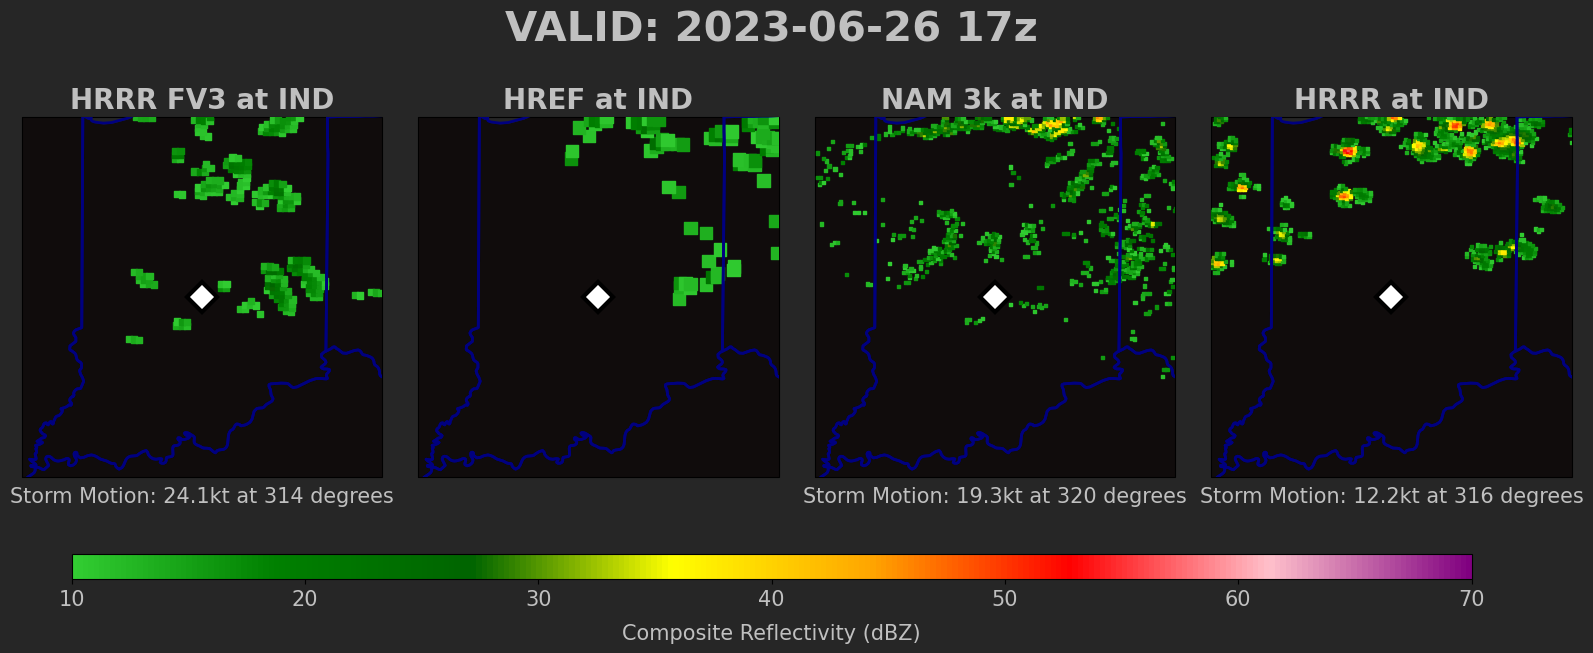 VALID: 2023-06-26 17z
HRRR FV3 at IND
HREF at IND
NAM 3k at IND
HRRR at IND
Storm Motion: 24.1kt at 314 degrees
Storm Motion: 19.3kt at 320 degrees
Storm Motion: 12.2kt at 316 degrees
10 20 30 40 50 60 70
Composite Reflectivity (dBZ)